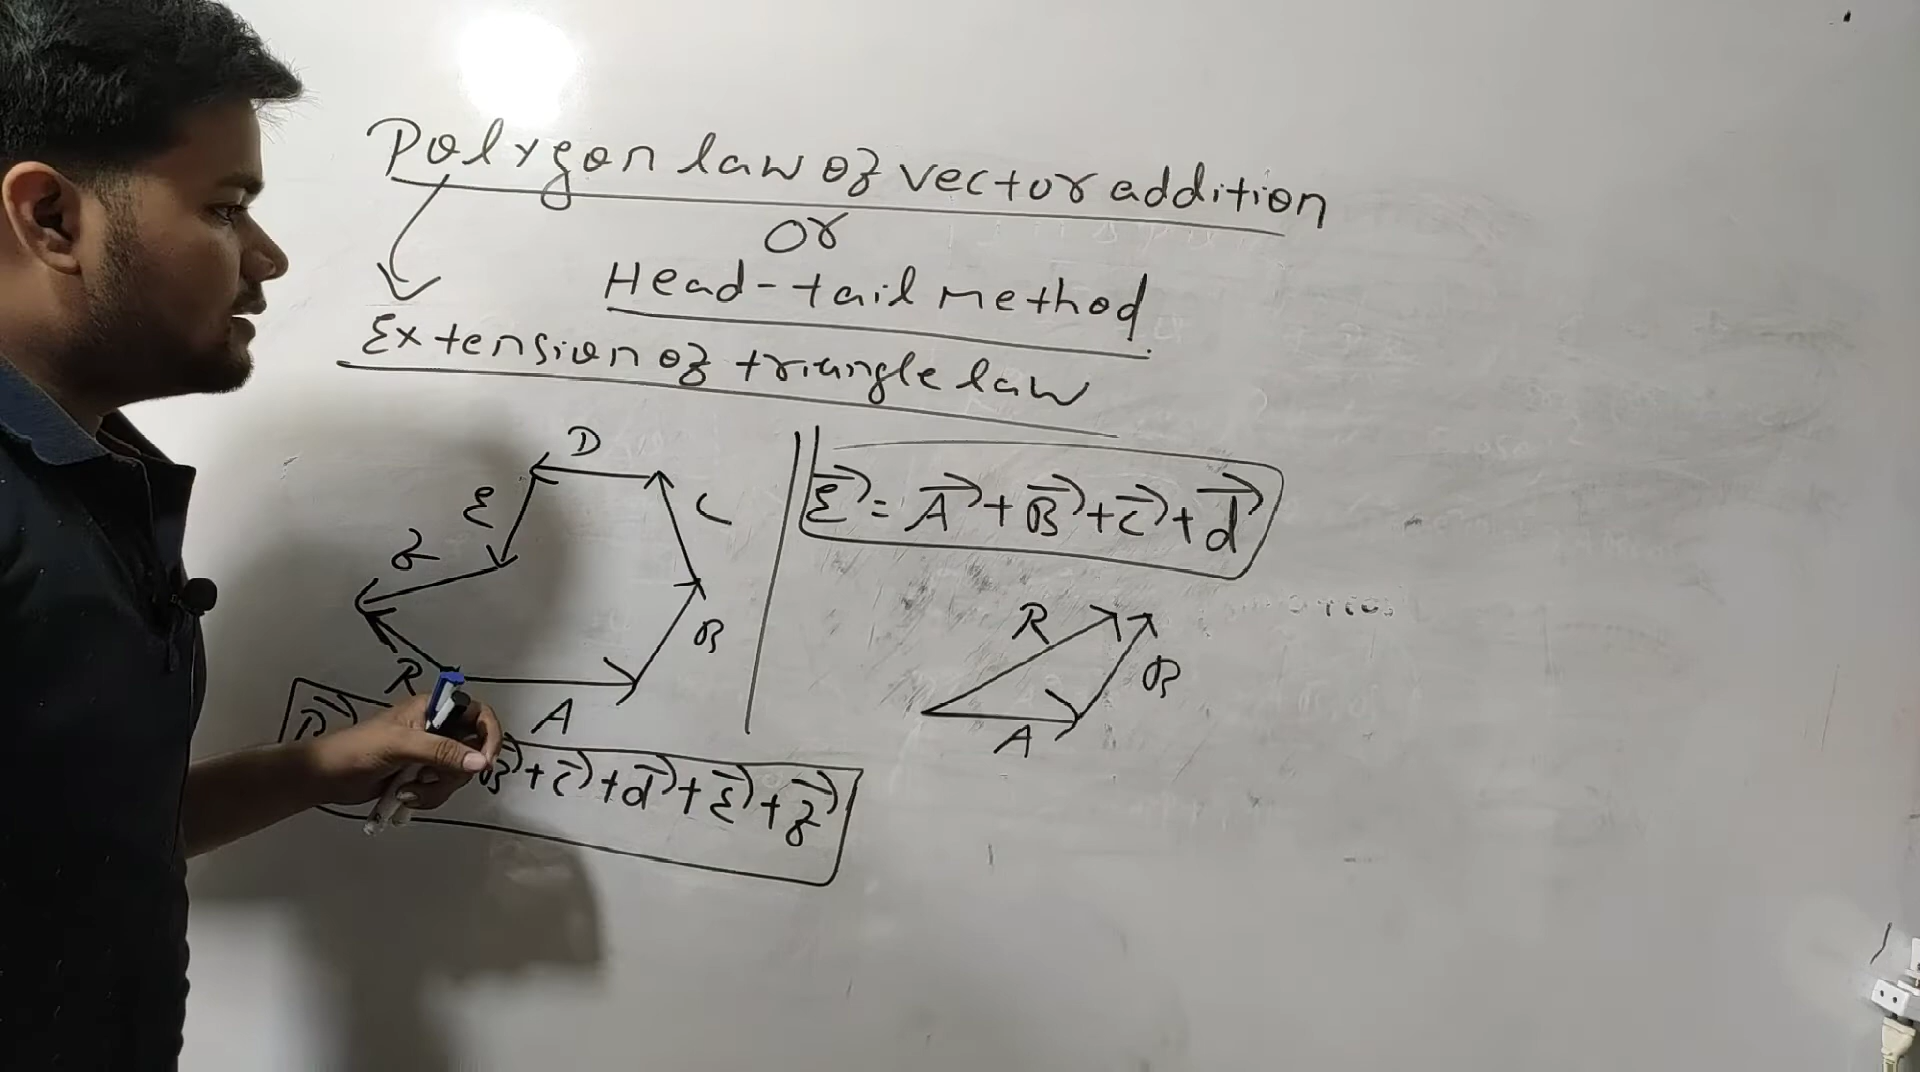 Polygon law of vector addition
or
Head-tail method.
Extension of triangle law
D
E
C
f
B
R
A
E = A + B + C + d
R
B
A
R B + C + d + E + f